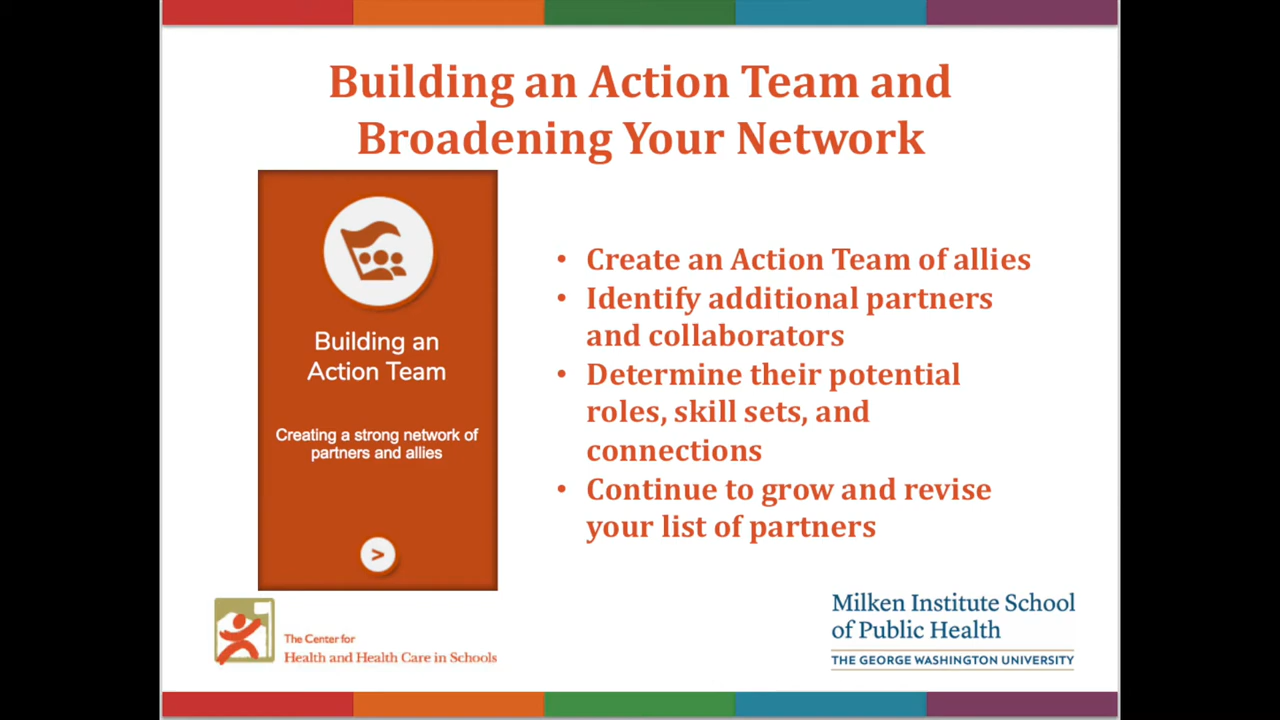 Building an Action Team and
Broadening Your Network
Building an
Action Team
Creating a strong network of
partners and allies
>
• Create an Action Team of allies
• Identify additional partners
and collaborators
• Determine their potential
roles, skill sets, and
connections
• Continue to grow and revise
your list of partners
The Center for
Health and Health Care in Schools
Milken Institute School
of Public Health
THE GEORGE WASHINGTON UNIVERSITY